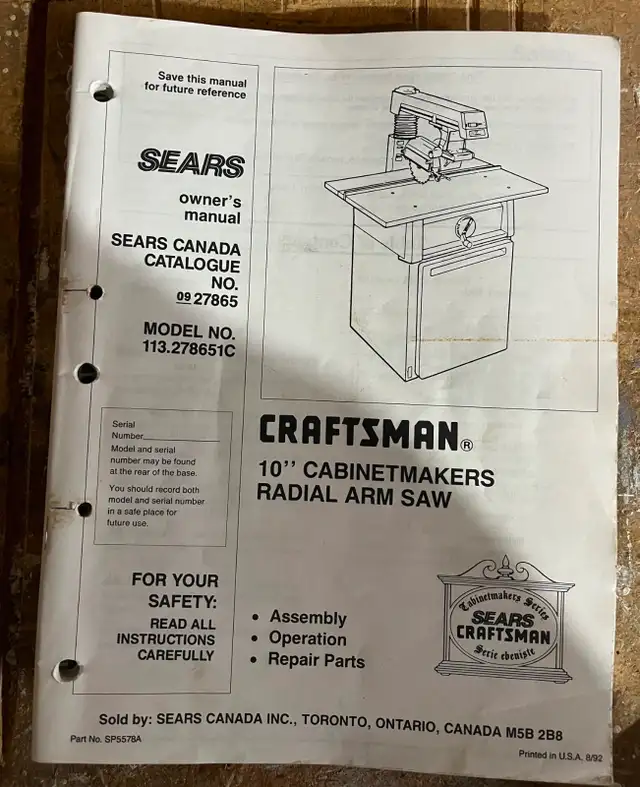 Save this manual
for future reference
SEARS
owner's
manual
SEARS CANADA
CATALOGUE
NO.
09 27865
MODEL NO.
113.278651C
Serial
Number
Model and serial
number may be found
at the rear of the base.
You should record both
model and serial number
in a safe place for
future use.
FOR YOUR
SAFETY:
READ ALL
INSTRUCTIONS
CAREFULLY
CRAFTSMAN®
10'' CABINETMAKERS
RADIAL ARM SAW
• Assembly
• Operation
• Repair Parts
Cabinetmakers Series
SEARS
CRAFTSMAN
Serie ebeniste
Sold by: SEARS CANADA INC., TORONTO, ONTARIO, CANADA M5B 2B8
Part No. SP5578A
Printed in U.S.A. 8/92